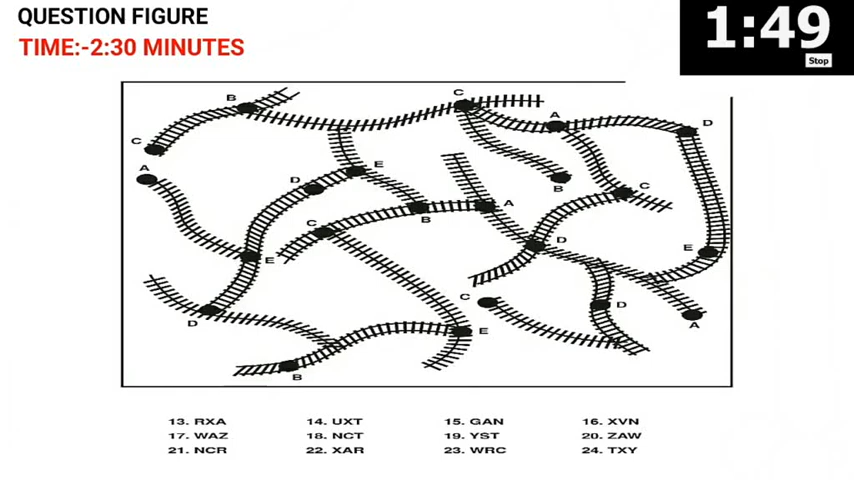 QUESTION FIGURE
TIME:-2:30 MINUTES
1:49
Stop
B
C
C
A
D
A
D
E
B
C
D
C
B
A
E
D
E
C
D
D
A
E
B
13. RXA 14. UXT 15. GAN 16. XVN
17. WAZ 18. NCT 19. YST 20. ZAW
21. NCR 22. XAR 23. WRC 24. TXY